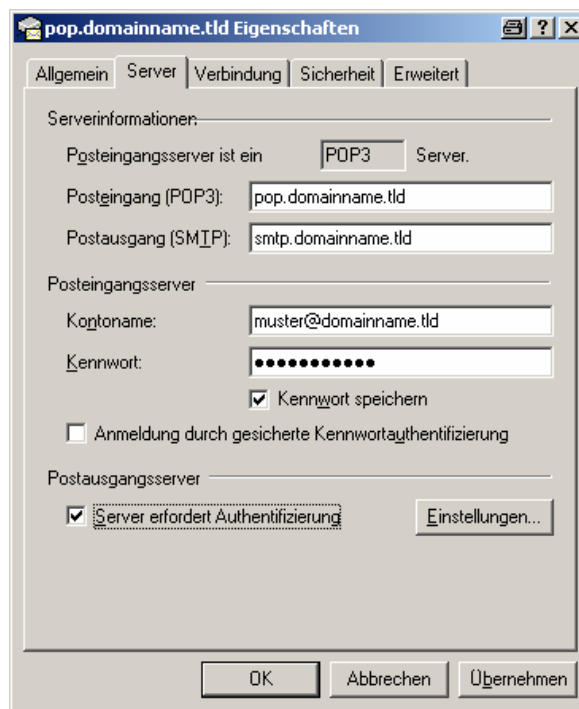 pop.domainname.tld Eigenschaften
Allgemein Server Verbindung Sicherheit Erweitert
Serverinformationen
Posteingangsserver ist ein POP3 Server.
Posteingang (POP3): pop.domainname.tld
Postausgang (SMTP): smtp.domainname.tld
Posteingangsserver
Kontoname: muster@domainname.tld
Kennwort: ●●●●●●●●●●●
Kennwort speichern
Anmeldung durch gesicherte Kennwortauthentifizierung
Postausgangsserver
Server erfordert Authentifizierung Einstellungen...
OK Abbrechen Übernehmen